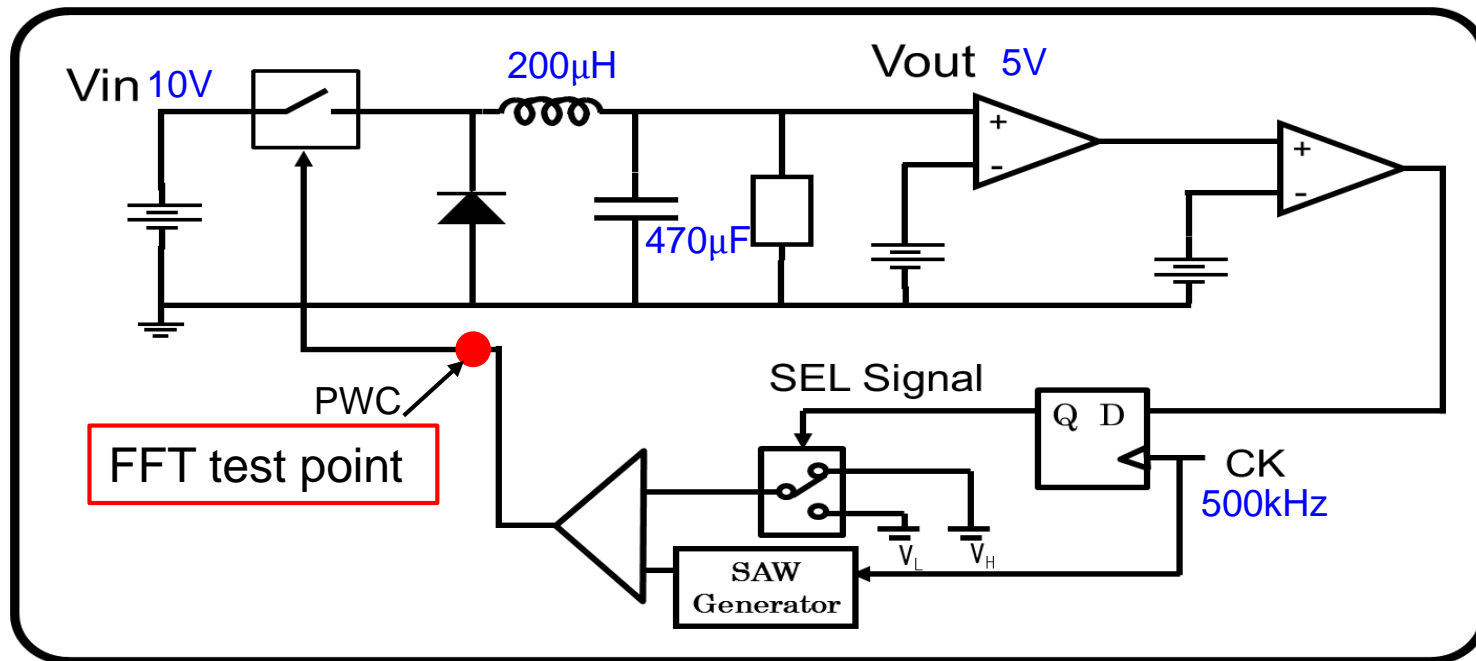 Vin 10V
200μH
Vout 5V
+
-
+
-
470μF
PWC
SEL Signal
Q D
FFT test point
CK
500kHz
V_L
V_H
SAW
Generator